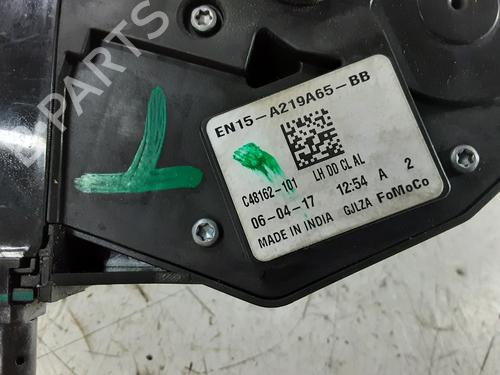 EN15-A219A65-BB
C48162-101 LH DD CL AL
06-04-17 12:54 A 2
MADE IN INDIA GJLZA FoMoCo
B-PARTS